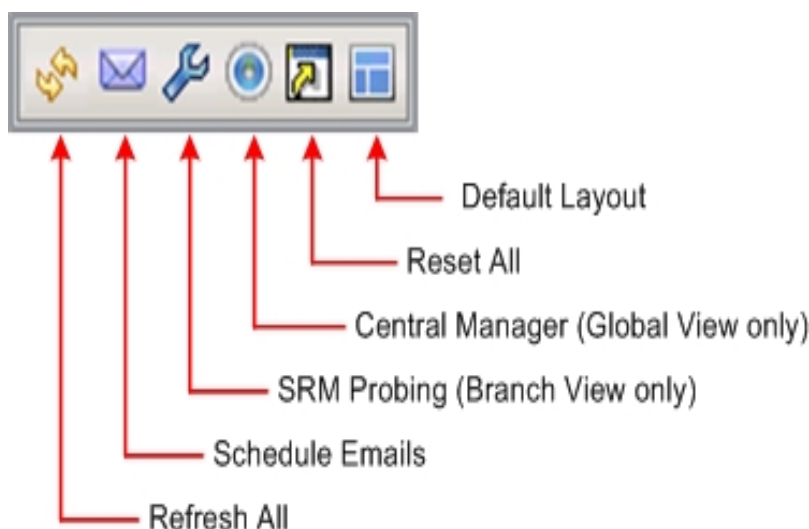 Default Layout
Reset All
Central Manager (Global View only)
SRM Probing (Branch View only)
Schedule Emails
Refresh All